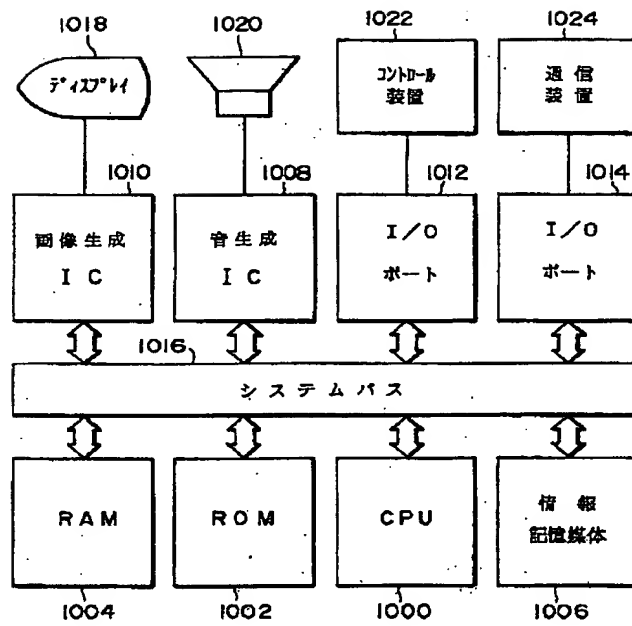 1018
1020
1022
1024
ディスプレイ
コントロール
装置
通信
装置
1010
1008
1012
1014
画像生成
IC
音生成
IC
I/O
ポート
I/O
ポート
1016
システムバス
RAM
ROM
CPU
情報
記憶媒体
1004
1002
1000
1006